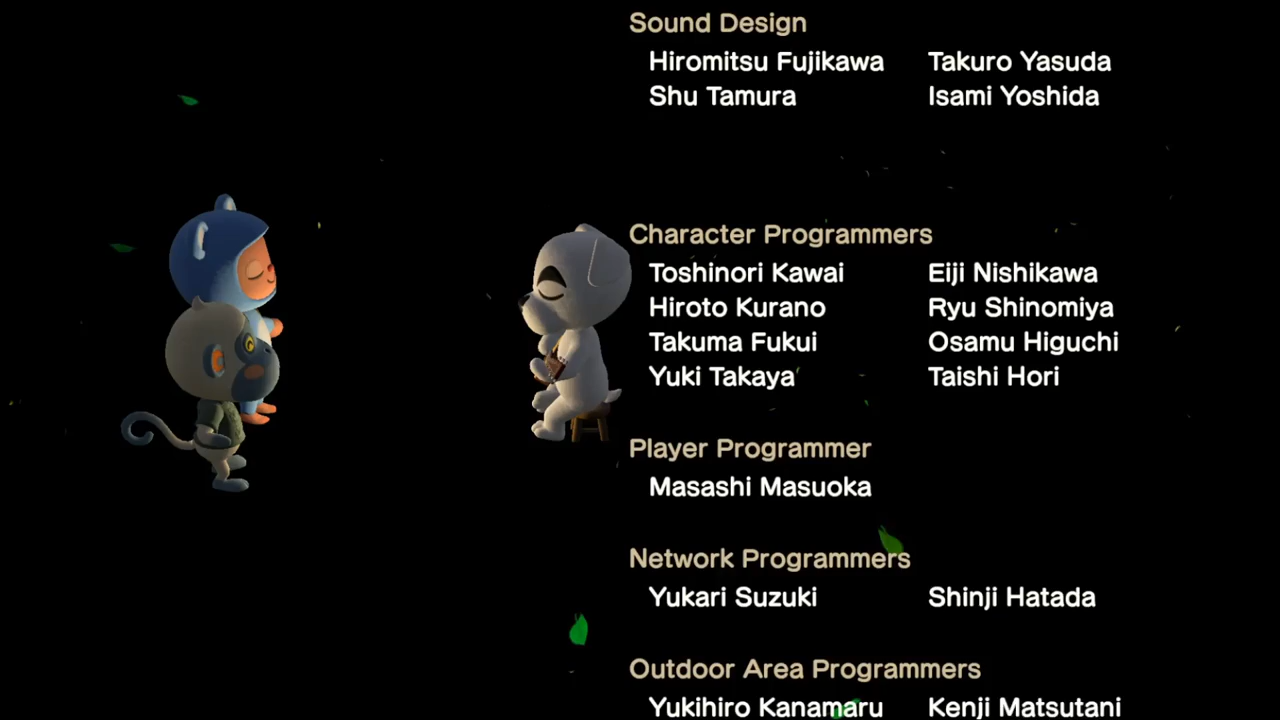 Sound Design
Hiromitsu Fujikawa Takuro Yasuda
Shu Tamura Isami Yoshida
Character Programmers
Toshinori Kawai Eiji Nishikawa
Hiroto Kurano Ryu Shinomiya
Takuma Fukui Osamu Higuchi
Yuki Takaya Taishi Hori
Player Programmer
Masashi Masuoka
Network Programmers
Yukari Suzuki Shinji Hatada
Outdoor Area Programmers
Yukihiro Kanamaru Kenji Matsutani